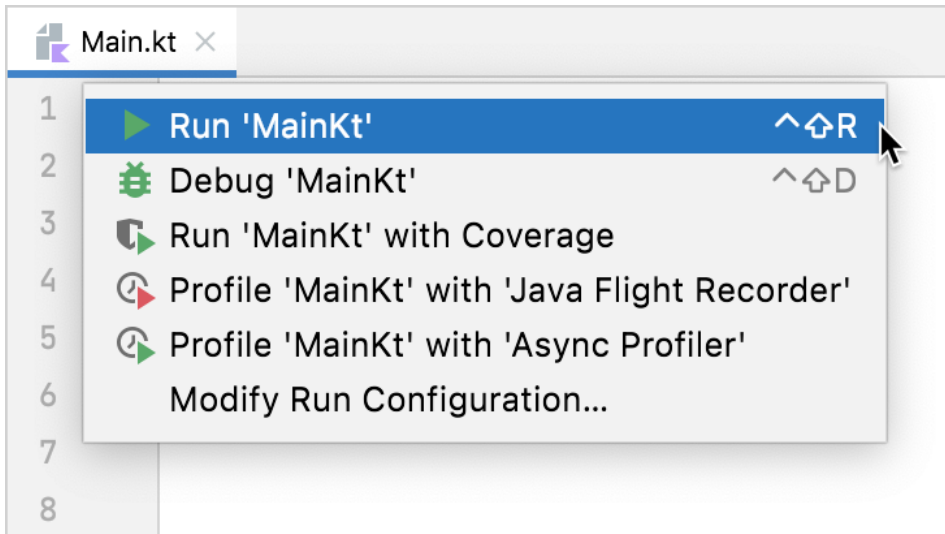 Main.kt
1
Run 'MainKt' ^⇧R
2
Debug 'MainKt' ^⇧D
3
Run 'MainKt' with Coverage
4
Profile 'MainKt' with 'Java Flight Recorder'
5
Profile 'MainKt' with 'Async Profiler'
6
Modify Run Configuration...
7
8